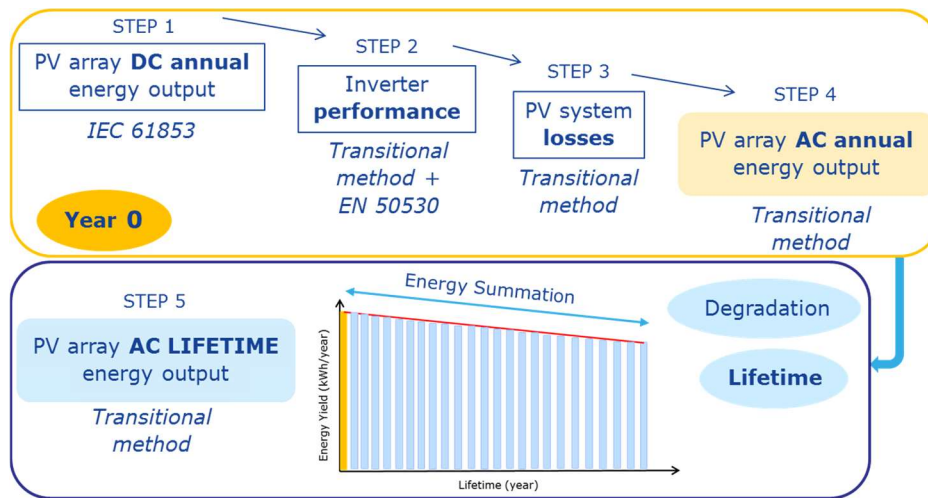 STEP 1
PV array DC annual
energy output
IEC 61853
STEP 2
Inverter
performance
Transitional
method +
EN 50530
STEP 3
PV system
losses
Transitional
method
STEP 4
PV array AC annual
energy output
Transitional
method
Year 0
STEP 5
PV array AC LIFETIME
energy output
Transitional
method
Energy Summation
Energy Yield (kWh/year)
Lifetime (year)
Degradation
Lifetime